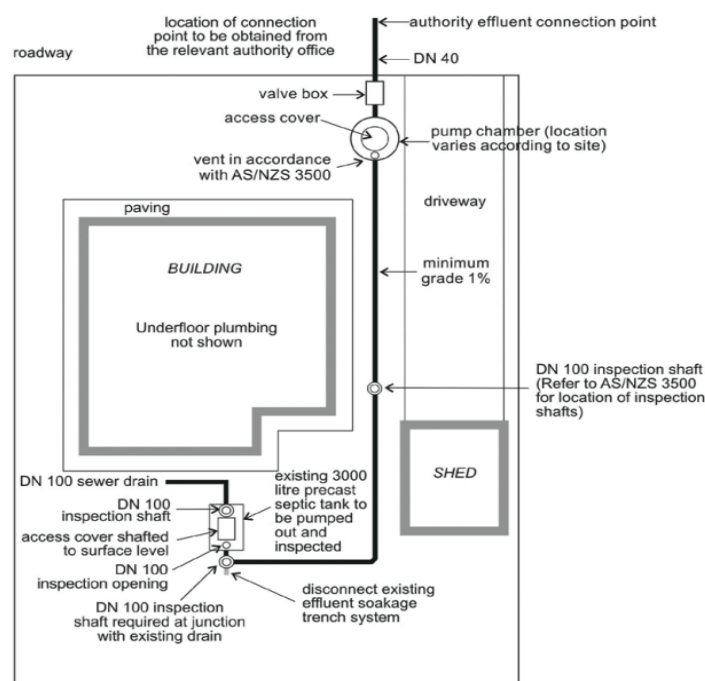 location of connection
point to be obtained from
the relevant authority office
authority effluent connection point
roadway
DN 40
valve box
access cover
pump chamber (location
varies according to site)
vent in accordance
with AS/NZS 3500
paving
driveway
BUILDING
minimum
grade 1%
Underfloor plumbing
not shown
DN 100 inspection shaft
(Refer to AS/NZS 3500
for location of inspection
shafts)
SHED
DN 100 sewer drain
existing 3000
litre precast
septic tank to
be pumped
out and
inspected
DN 100
inspection shaft
access cover shafted
to surface level
DN 100
inspection opening
DN 100 inspection
shaft required at junction
with existing drain
disconnect existing
effluent soakage
trench system